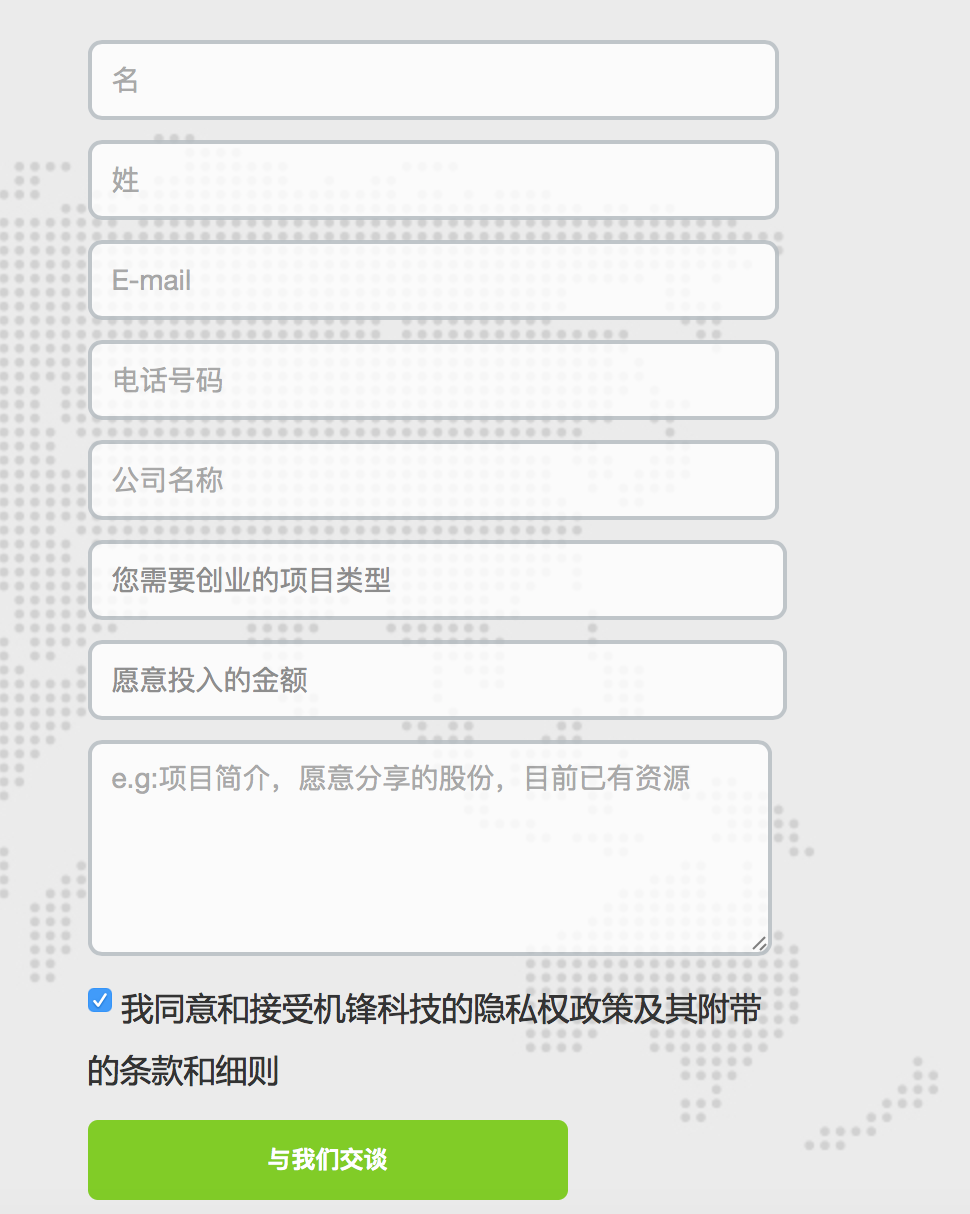 名
姓
E-mail
电话号码
公司名称
您需要创业的项目类型
愿意投入的金额
e.g:项目简介，愿意分享的股份，目前已有资源
我同意和接受机锋科技的隐私权政策及其附带
的条款和细则
与我们交谈